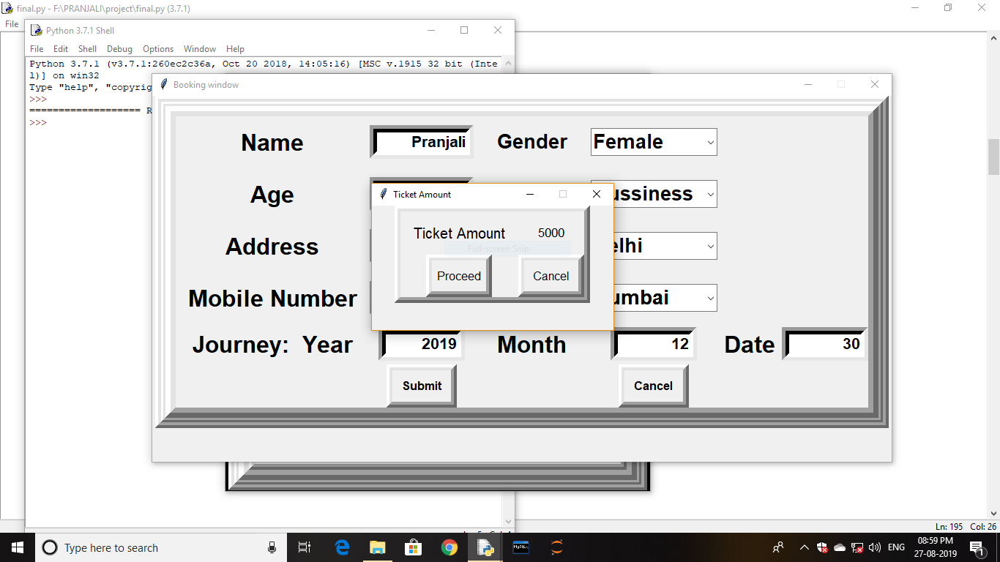 final.py - F:\PRANJALI\project\final.py (3.7.1)
File
Python 3.7.1 Shell
File Edit Shell Debug Options Window Help
Python 3.7.1 (v3.7.1:260ec2c36a, Oct 20 2018, 14:05:16) [MSC v.1915 32 bit (Inte
l)] on win32
Type "help", "copyrig
>>>
=================== R
>>>
Booking window
Name Pranjali Gender Female
Age ussiness
Address elhi
Mobile Number umbai
Ticket Amount
Ticket Amount 5000
Full-screen Snip
Proceed Cancel
Journey: Year 2019 Month 12 Date 30
Submit Cancel
Ln: 195 Col: 26
Type here to search
MySQL
ENG
08:59 PM
27-08-2019
1